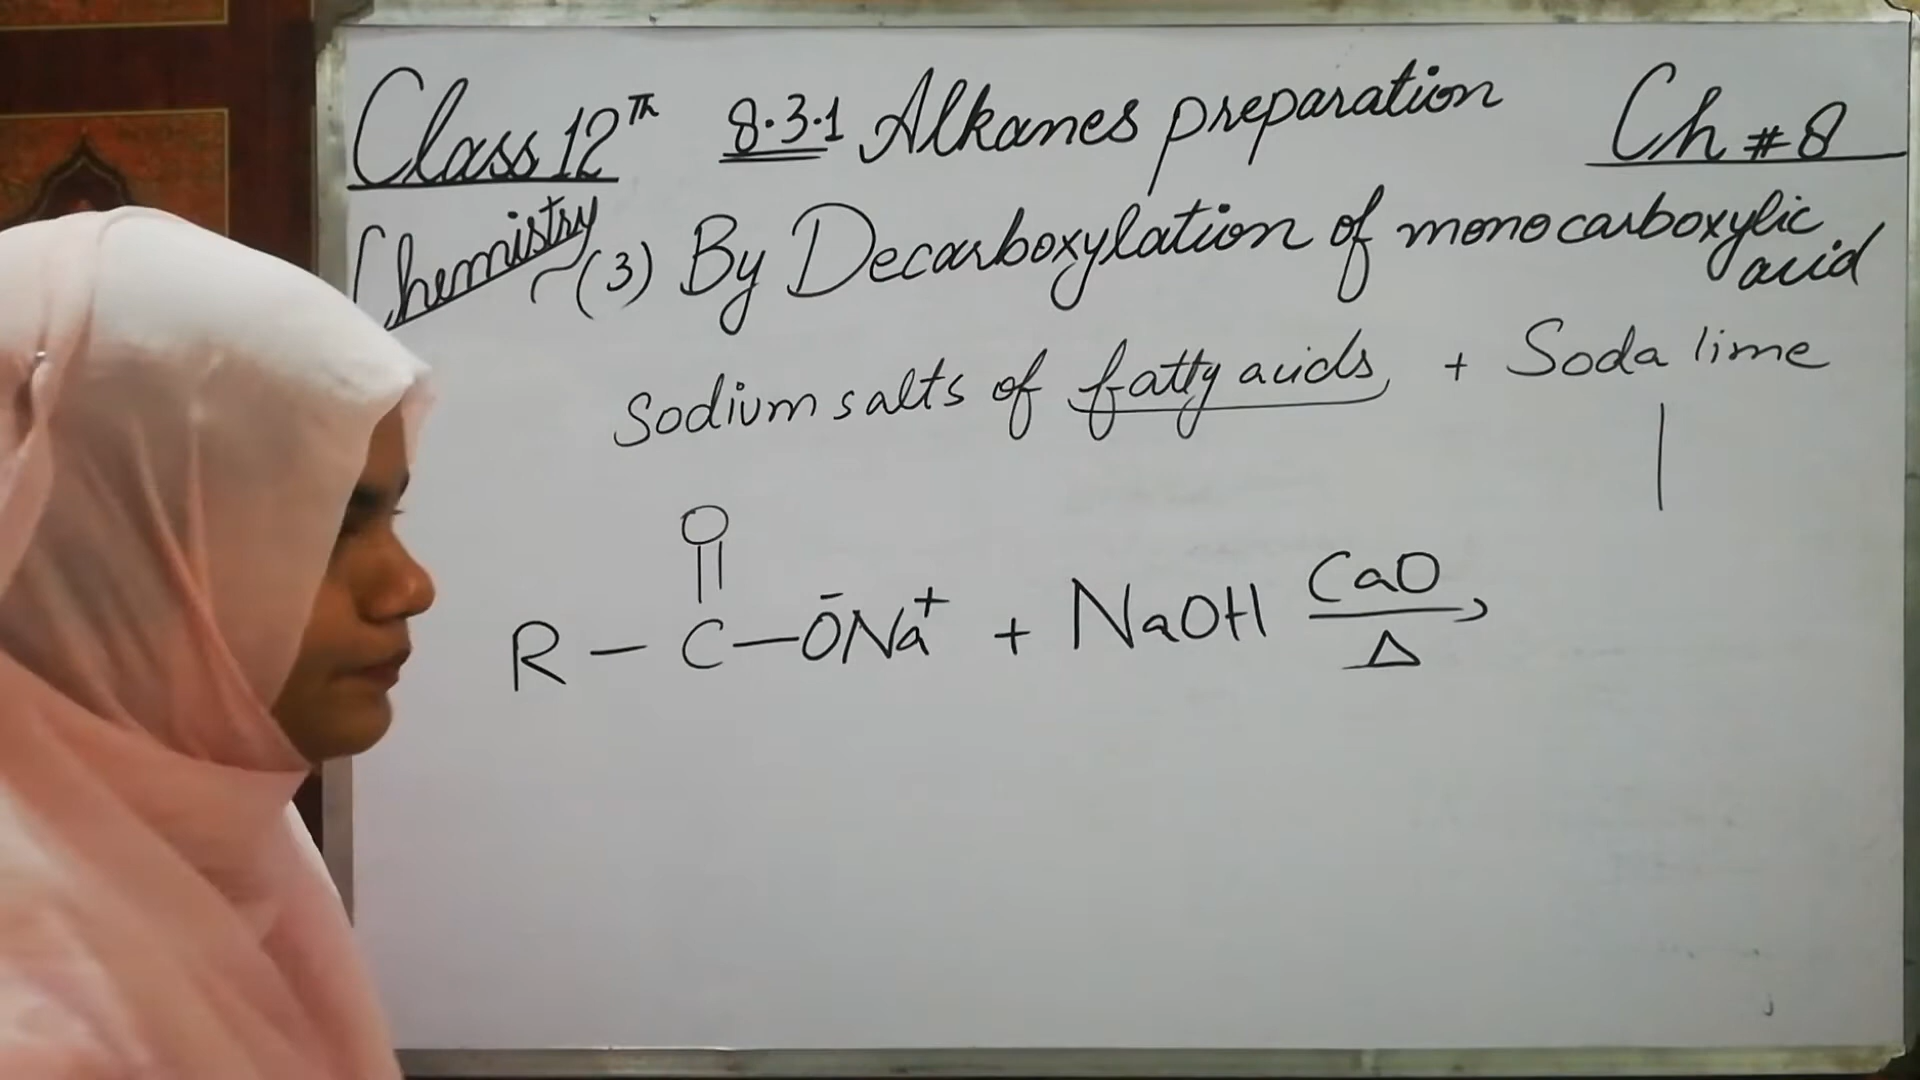 Class 12Th 8.3.1 Alkanes preparation Ch # 8
Chemistry (3) By Decarboxylation of monocarboxylic
acid
Sodium salts of fatty acids, + Soda lime
O
R - C - ŌNa+ + NaOH CaO
Δ